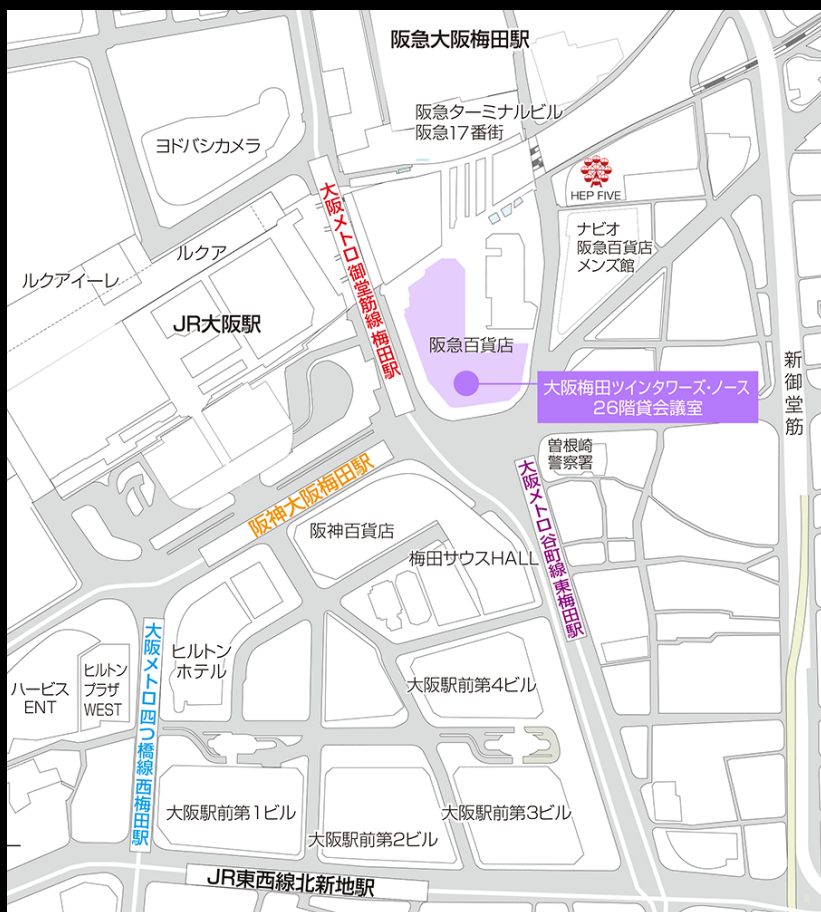 阪急大阪梅田駅
阪急ターミナルビル
阪急17番街
ヨドバシカメラ
HEP FIVE
大阪メトロ御堂筋線 梅田駅
ナビオ
阪急百貨店
メンズ館
ルクア
ルクアイーレ
JR大阪駅
阪急百貨店
新御堂筋
大阪梅田ツインタワーズ・ノース
26階貸会議室
曽根崎
警察署
阪神大阪梅田駅
大阪メトロ谷町線 東梅田駅
阪神百貨店
梅田サウスHALL
大阪メトロ 四つ橋線 西梅田駅
ヒルトン
ホテル
ヒルトン
プラザ
WEST
ハービス
ENT
大阪駅前第4ビル
大阪駅前第1ビル
大阪駅前第2ビル
大阪駅前第3ビル
JR東西線北新地駅